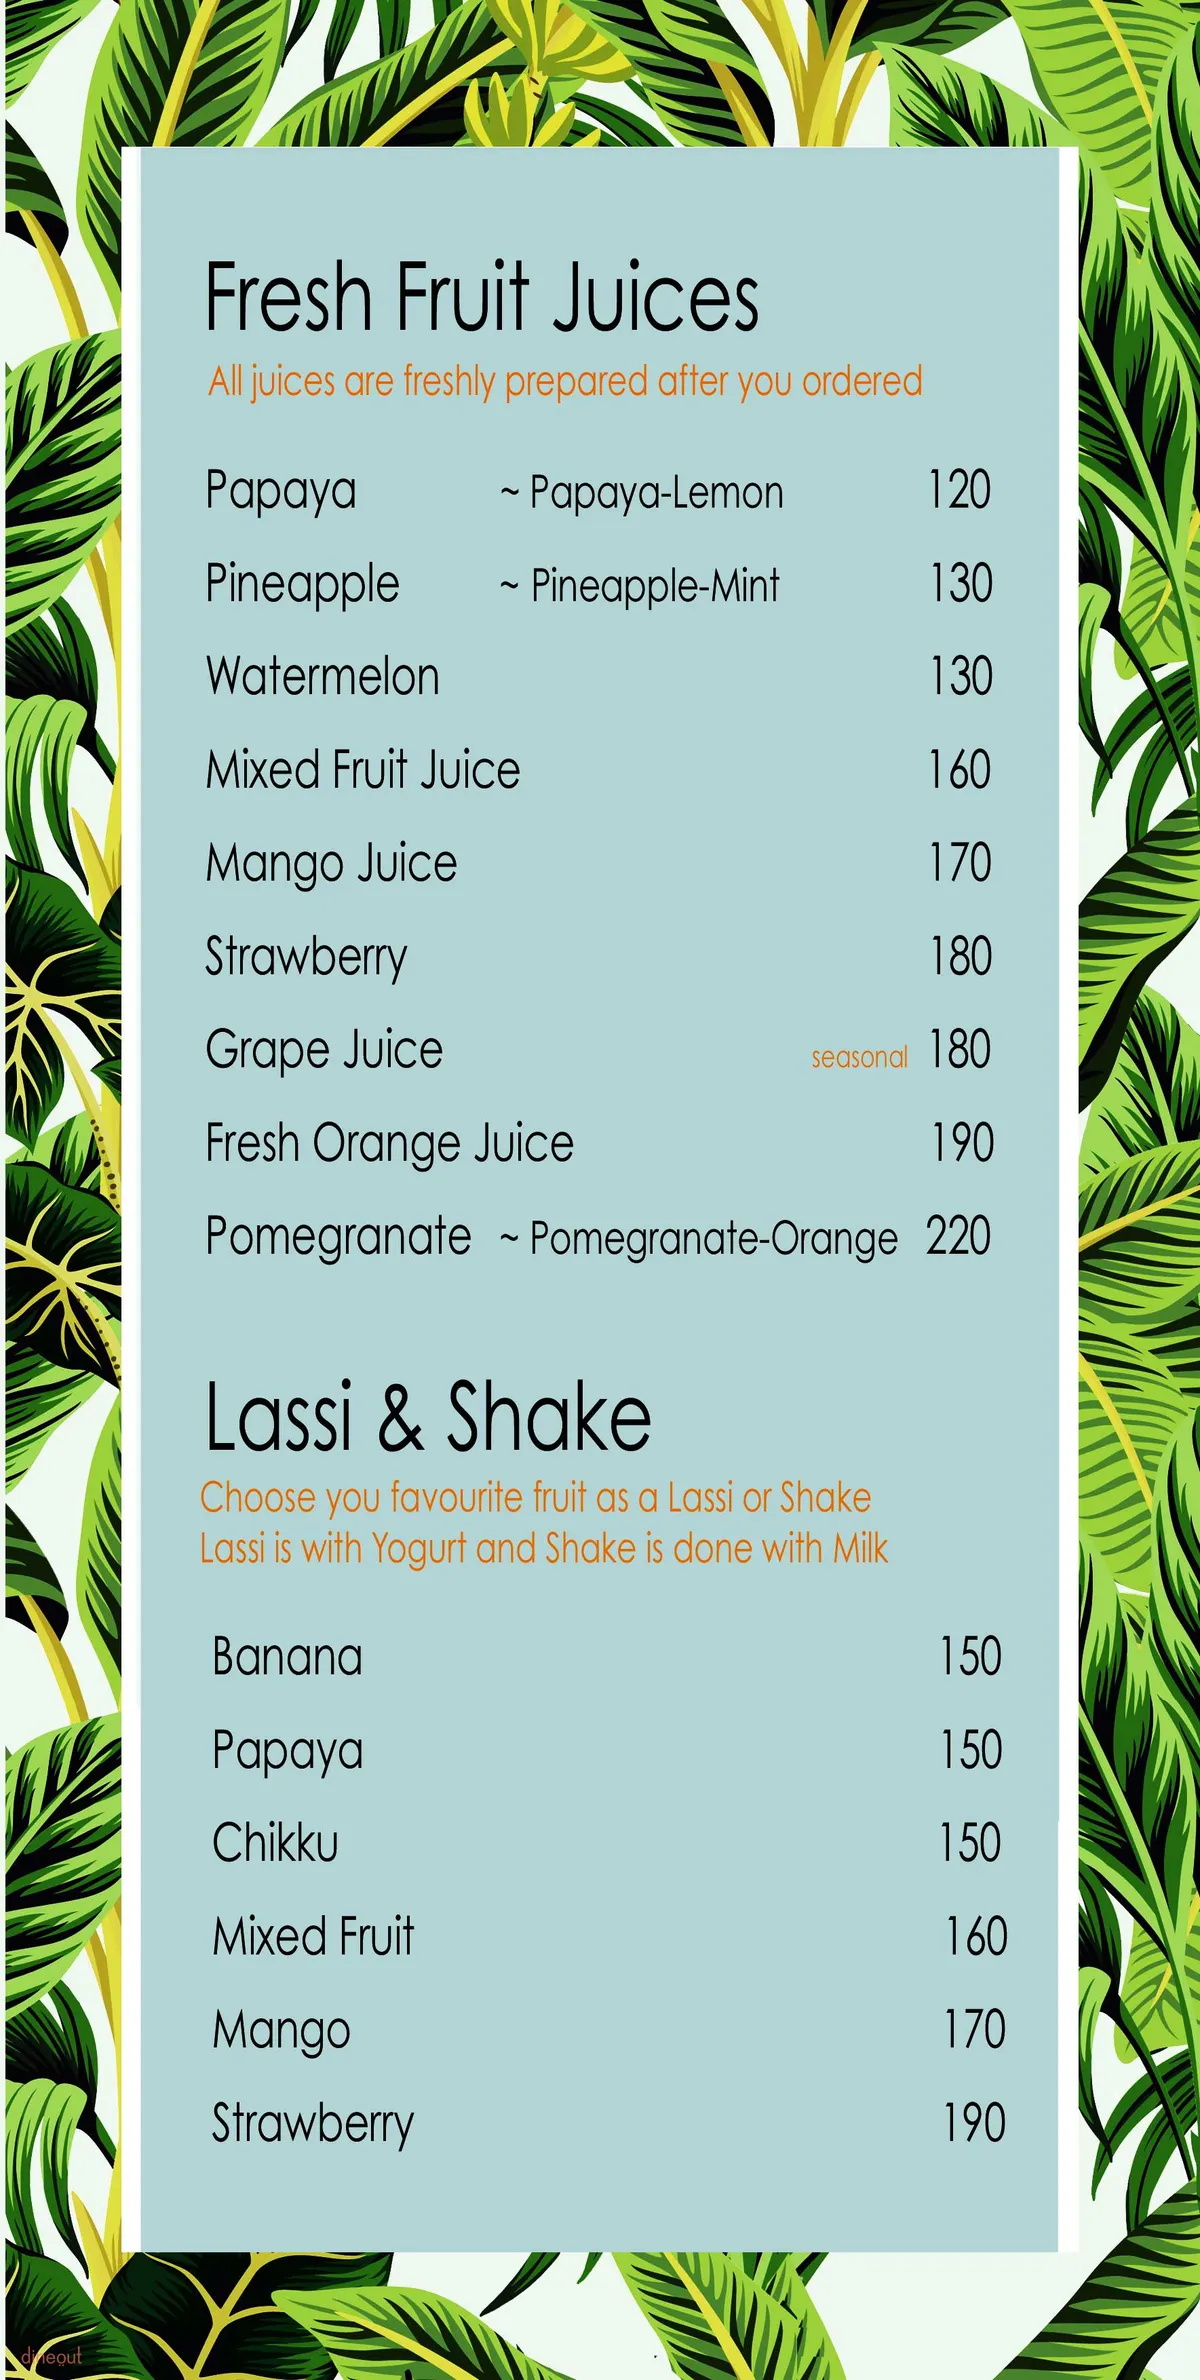 Fresh Fruit Juices
All juices are freshly prepared after you ordered
Papaya ~ Papaya-Lemon 120
Pineapple ~ Pineapple-Mint 130
Watermelon 130
Mixed Fruit Juice 160
Mango Juice 170
Strawberry 180
Grape Juice seasonal 180
Fresh Orange Juice 190
Pomegranate ~ Pomegranate-Orange 220
Lassi & Shake
Choose you favourite fruit as a Lassi or Shake
Lassi is with Yogurt and Shake is done with Milk
Banana 150
Papaya 150
Chikku 150
Mixed Fruit 160
Mango 170
Strawberry 190
dineout